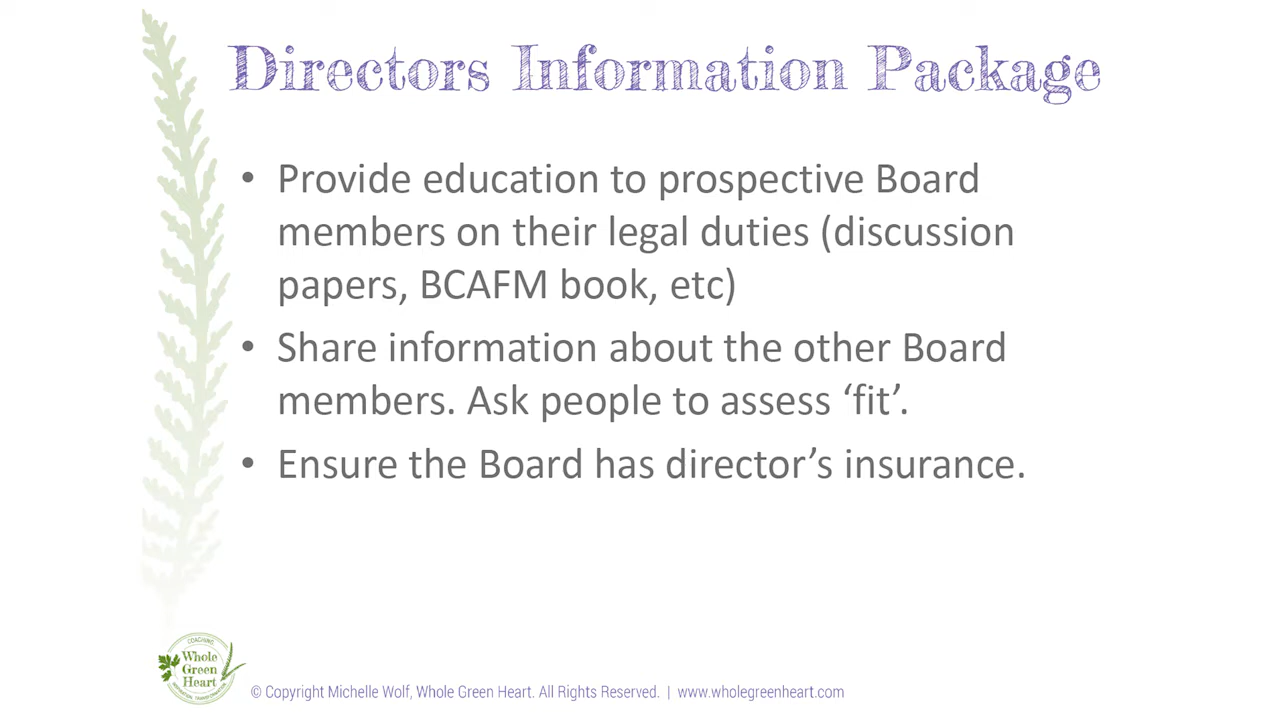 Directors Information Package
• Provide education to prospective Board
members on their legal duties (discussion
papers, BCAFM book, etc)
• Share information about the other Board
members. Ask people to assess ‘fit’.
• Ensure the Board has director’s insurance.
COACHING
Whole
Green
Heart
© Copyright Michelle Wolf, Whole Green Heart. All Rights Reserved. | www.wholegreenheart.com